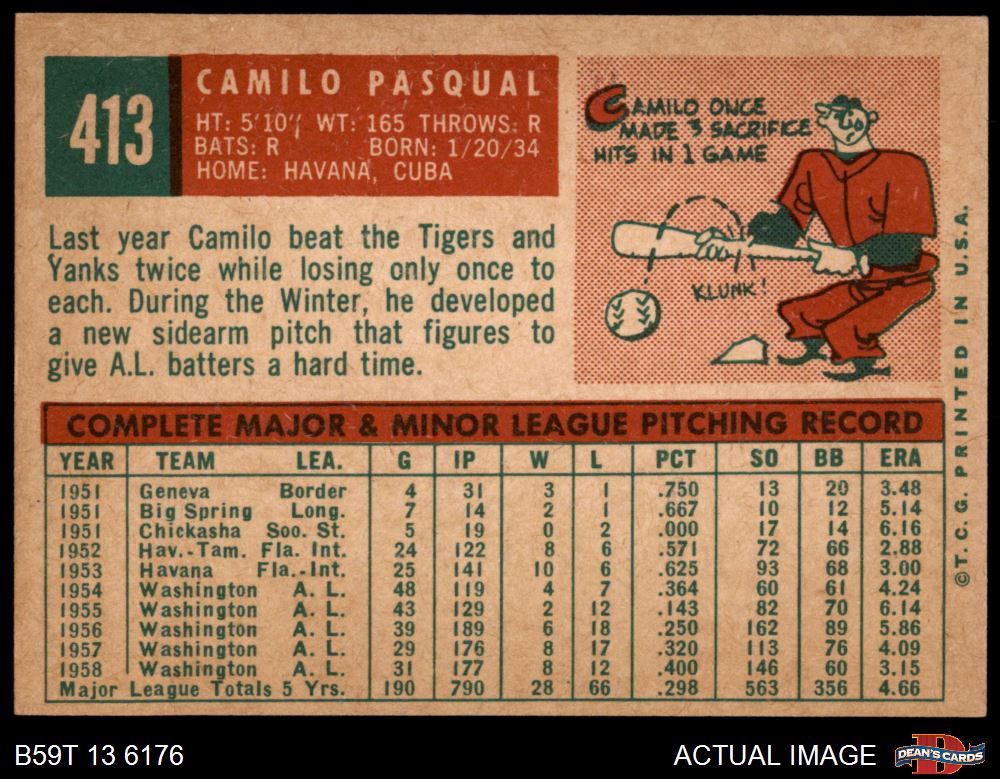 413
CAMILO PASQUAL
HT: 5'10" WT: 165 THROWS: R
BATS: R BORN: 1/20/34
HOME: HAVANA, CUBA
CAMILO ONCE
MADE 3 SACRIFICE
HITS IN 1 GAME
KLUNK!
Last year Camilo beat the Tigers and
Yanks twice while losing only once to
each. During the Winter, he developed
a new sidearm pitch that figures to
give A.L. batters a hard time.
COMPLETE MAJOR & MINOR LEAGUE PITCHING RECORD
YEAR TEAM LEA. G IP W L PCT SO BB ERA
1951 Geneva Border 4 31 3 1 .750 13 20 3.48
1951 Big Spring Long. 7 14 2 1 .667 10 12 5.14
1951 Chickasha Soo. St. 5 19 0 2 .000 17 14 6.16
1952 Hav.-Tam. Fla. Int. 24 122 8 6 .571 72 66 2.88
1953 Havana Fla.-Int. 25 141 10 6 .625 93 68 3.00
1954 Washington A. L. 48 119 4 7 .364 60 61 4.24
1955 Washington A. L. 43 129 2 12 .143 82 70 6.14
1956 Washington A. L. 39 189 6 18 .250 162 89 5.86
1957 Washington A. L. 29 176 8 17 .320 113 76 4.09
1958 Washington A. L. 31 177 8 12 .400 146 60 3.15
Major League Totals 5 Yrs. 190 790 28 66 .298 563 356 4.66
©T. C. G. PRINTED IN U.S.A.
B59T 13 6176
ACTUAL IMAGE
DEAN'S CARDS